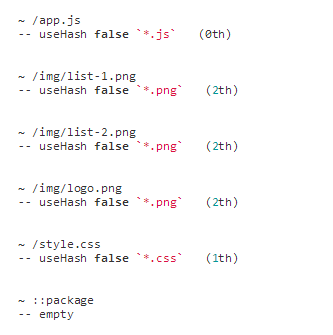 ~ /app.js
-- useHash false `*.js` (0th)
~ /img/list-1.png
-- useHash false `*.png` (2th)
~ /img/list-2.png
-- useHash false `*.png` (2th)
~ /img/logo.png
-- useHash false `*.png` (2th)
~ /style.css
-- useHash false `*.css` (1th)
~ ::package
-- empty